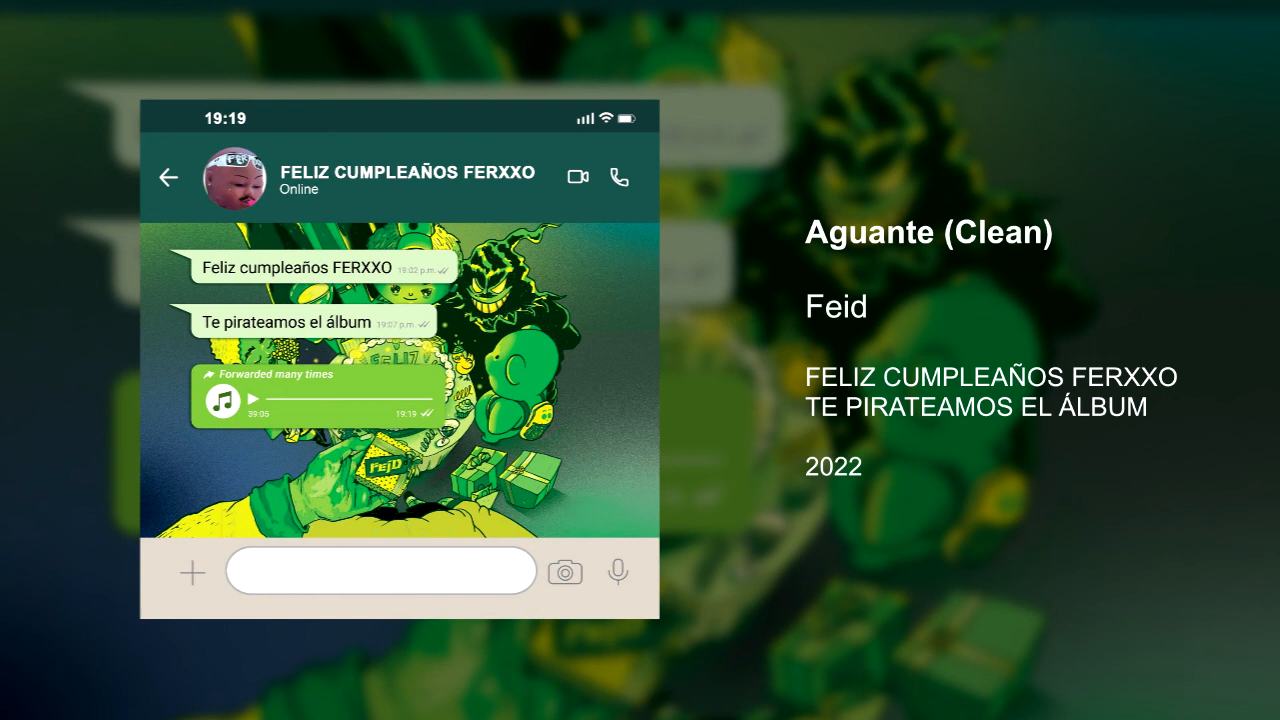 19:19
FELIZ CUMPLEAÑOS FERXXO
Online
Feliz cumpleaños FERXXO 19:02 p.m.
Te pirateamos el álbum 19:07 p.m.
Forwarded many times
39:05 19:19
FELIZ
FEID
Aguante (Clean)
Feid
FELIZ CUMPLEAÑOS FERXXO
TE PIRATEAMOS EL ÁLBUM
2022